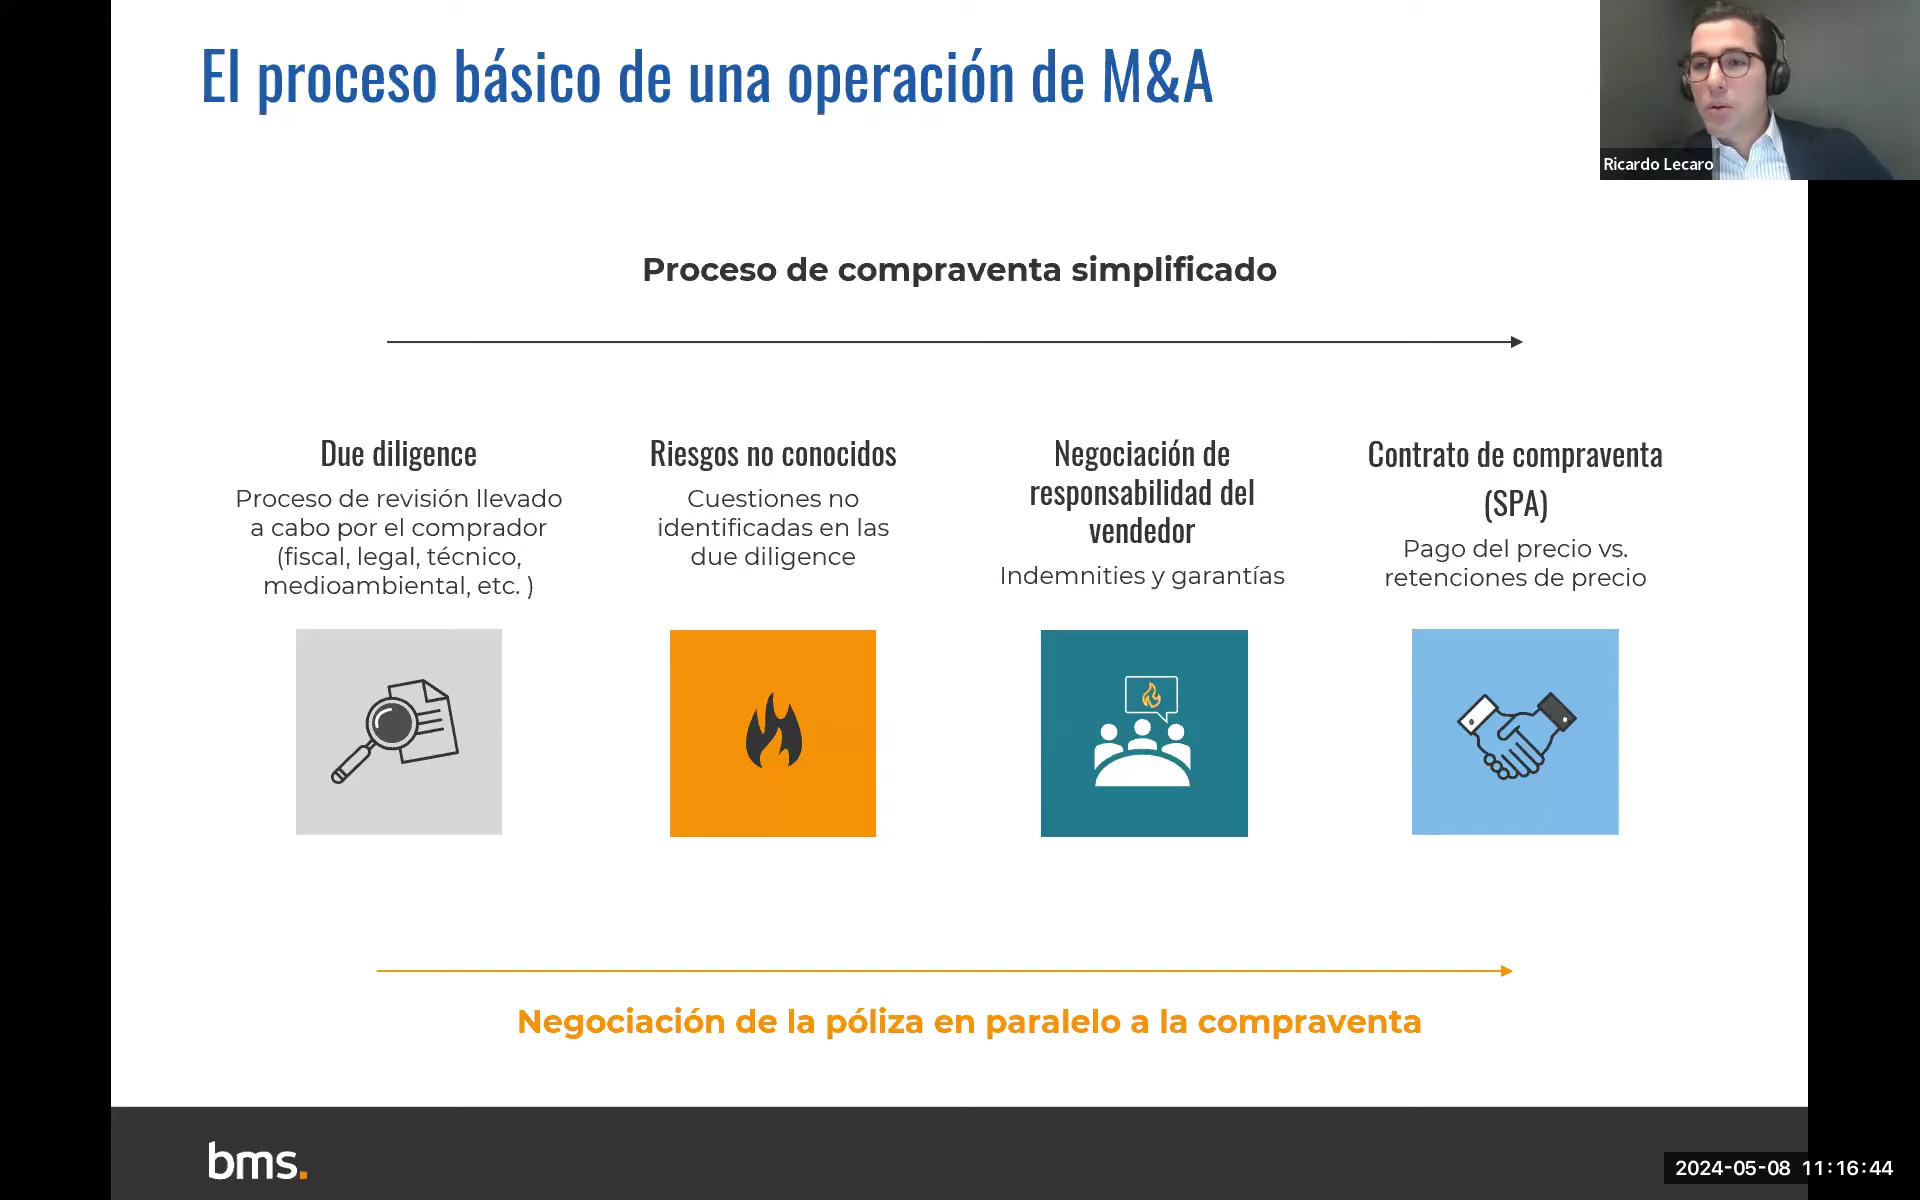 El proceso básico de una operación de M&A
Ricardo Lecaro
Proceso de compraventa simplificado
Due diligence
Proceso de revisión llevado
a cabo por el comprador
(fiscal, legal, técnico,
medioambiental, etc. )
Riesgos no conocidos
Cuestiones no
identificadas en las
due diligence
Negociación de
responsabilidad del
vendedor
Indemnities y garantías
Contrato de compraventa
(SPA)
Pago del precio vs.
retenciones de precio
Negociación de la póliza en paralelo a la compraventa
bms.
2024-05-08 11:16:44